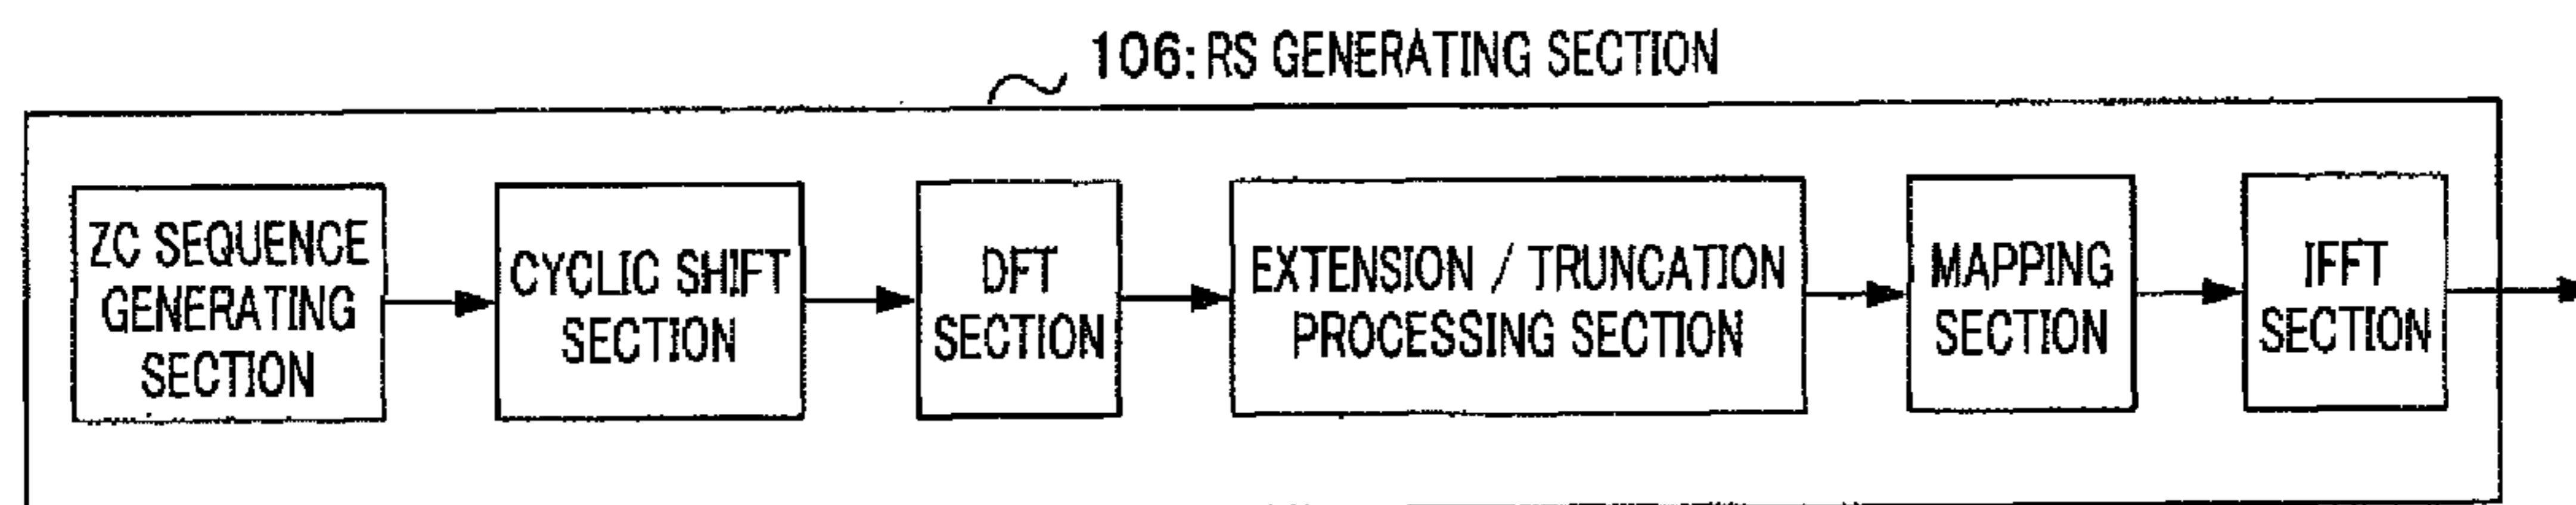 106: RS GENERATING SECTION
ZC SEQUENCE
GENERATING
SECTION
CYCLIC SHIFT
SECTION
DFT
SECTION
EXTENSION / TRUNCATION
PROCESSING SECTION
MAPPING
SECTION
IFFT
SECTION